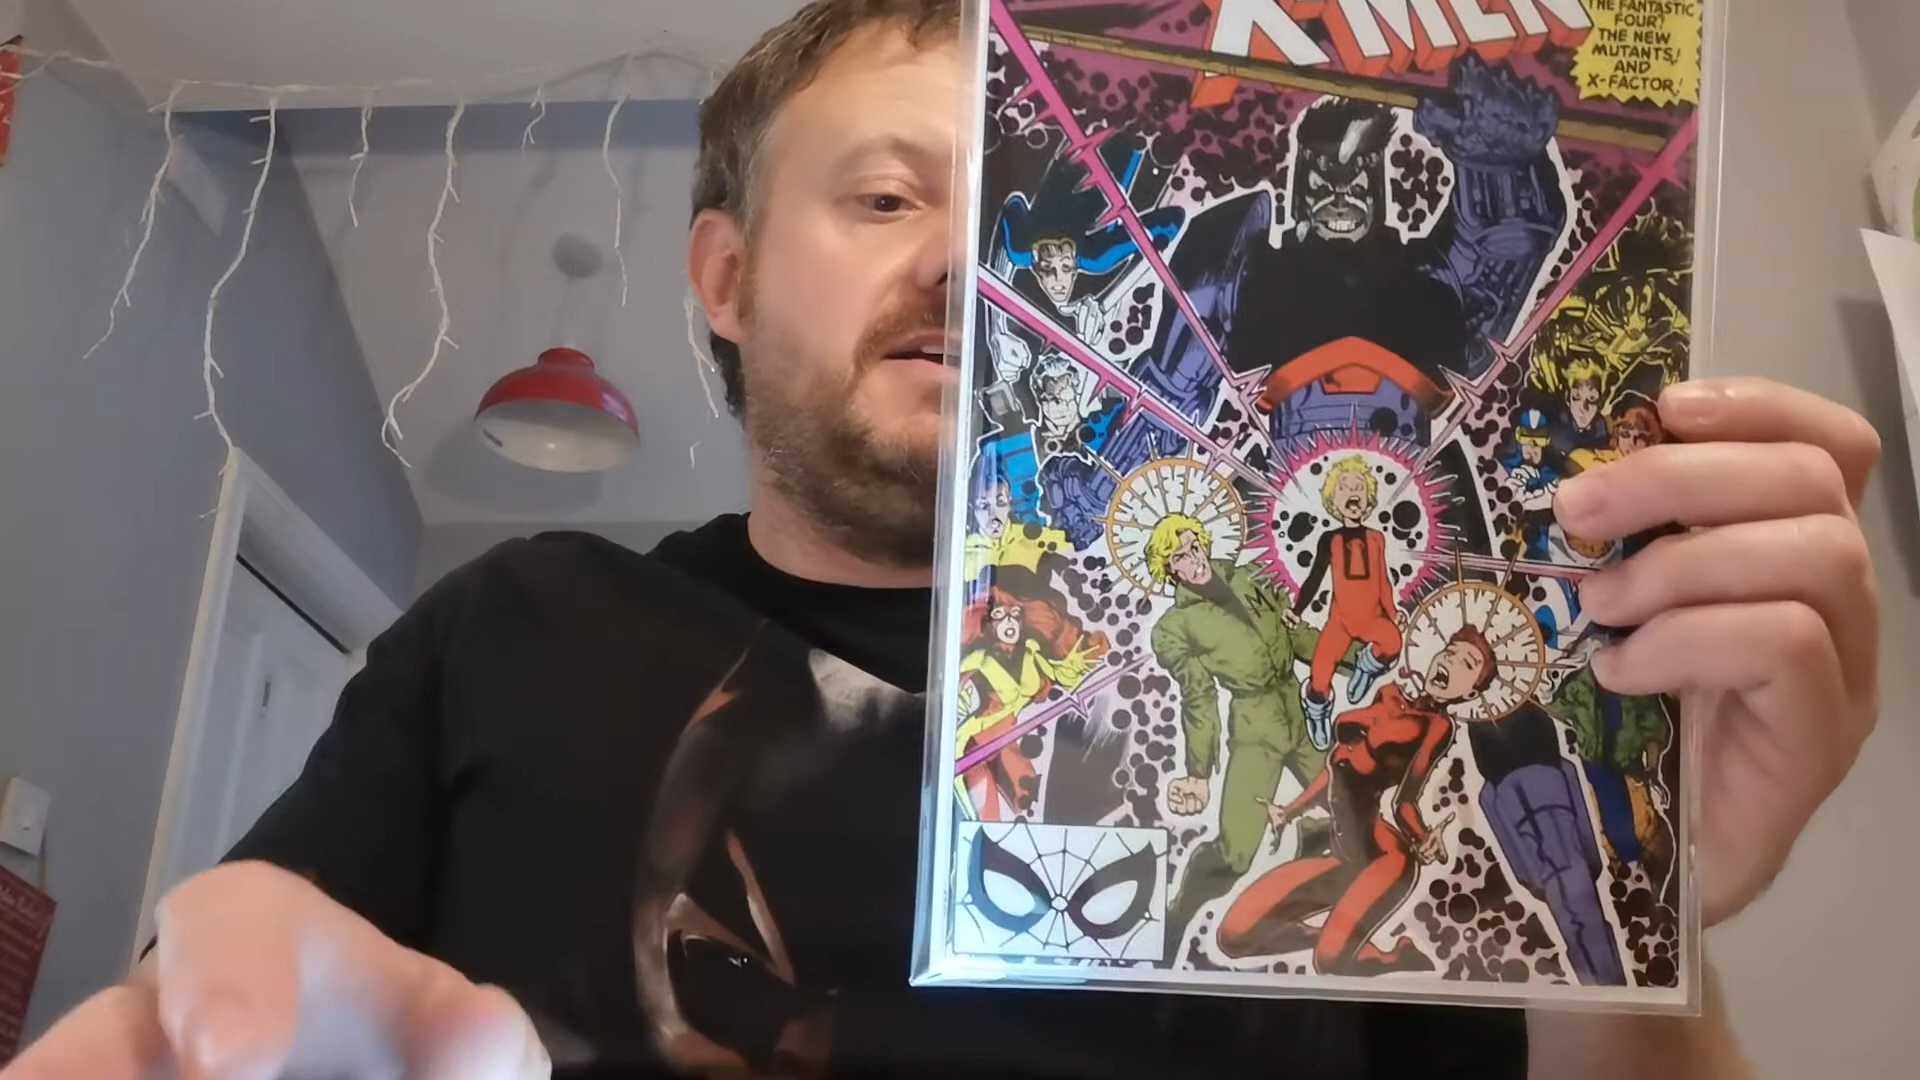 X-MEN
THE FANTASTIC
FOUR?
THE NEW
MUTANTS!
AND
X-FACTOR!
M